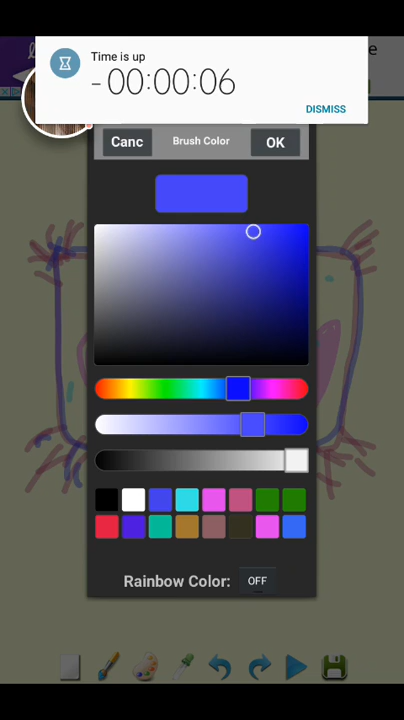 Time is up
- 00:00:06
DISMISS
Canc
Brush Color
OK
Rainbow Color:
OFF